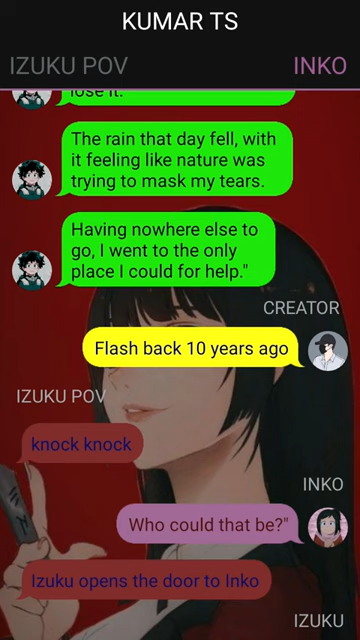 KUMAR TS
IZUKU POV
INKO
lose it.
The rain that day fell, with
it feeling like nature was
trying to mask my tears.
Having nowhere else to
go, I went to the only
place I could for help."
CREATOR
Flash back 10 years ago
IZUKU POV
knock knock
INKO
Who could that be?"
Izuku opens the door to Inko
IZUKU